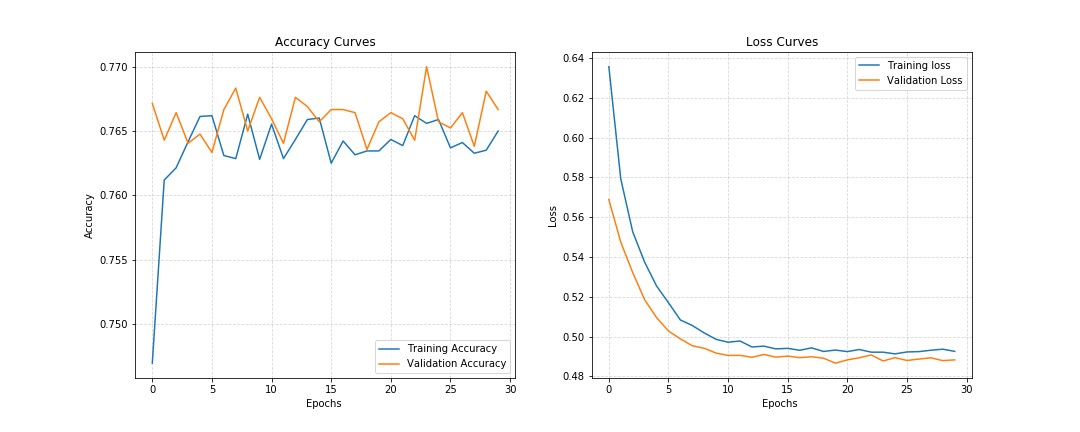 Accuracy Curves
0.770
0.765
0.760
0.755
0.750
Accuracy
0 5 10 15 20 25 30
Epochs
Training Accuracy
Validation Accuracy
Loss Curves
0.64
0.62
0.60
0.58
0.56
0.54
0.52
0.50
0.48
Loss
0 5 10 15 20 25 30
Epochs
Training loss
Validation Loss